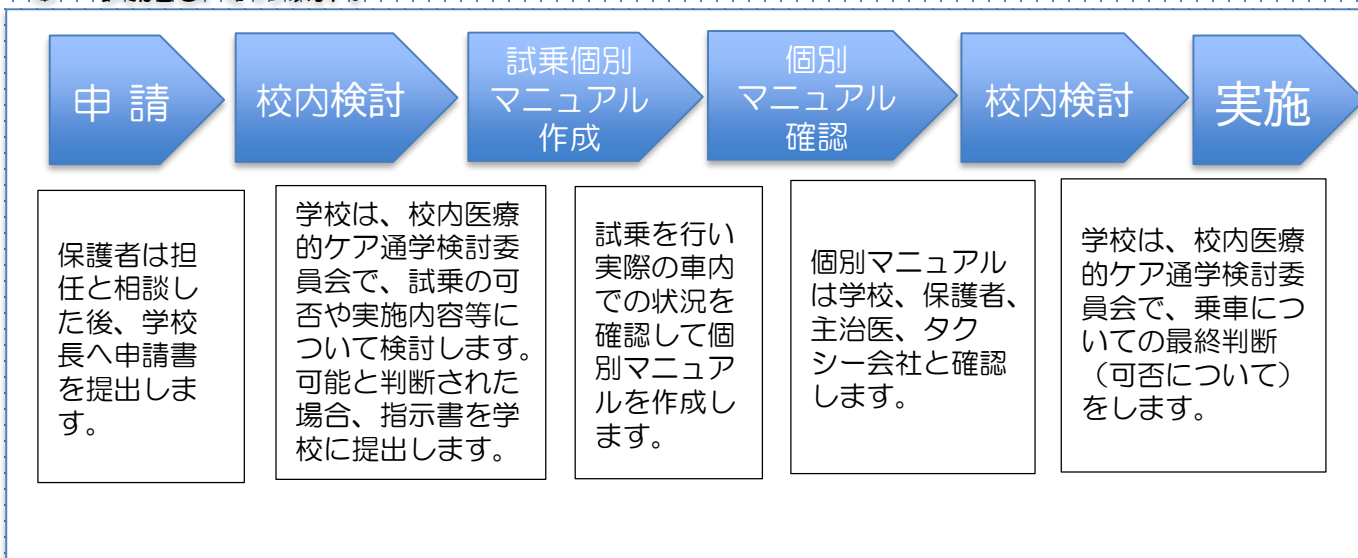 申 請
校内検討
試乗個別
マニュアル
作成
個別
マニュアル
確認
校内検討
実施
保護者は担
任と相談し
た後、学校
長へ申請書
を提出しま
す。
学校は、校内医療
的ケア通学検討委
員会で、試乗の可
否や実施内容等に
ついて検討します。
可能と判断された
場合、指示書を学
校に提出します。
試乗を行い
実際の車内
での状況を
確認して個
別マニュア
ルを作成し
ます。
個別マニュアル
は学校、保護者、
主治医、タク
シー会社と確認
します。
学校は、校内医療
的ケア通学検討委
員会で、乗車につ
いての最終判断
（可否について）
をします。